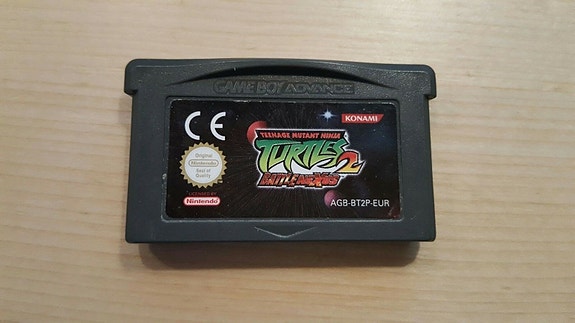 GAME BOY ADVANCE
CE
KONAMI
TEENAGE MUTANT NINJA
TURTLES 2
BATTLE NEXUS
Original
Nintendo
Seal of
Quality
LICENSED BY
Nintendo
AGB-BT2P-EUR